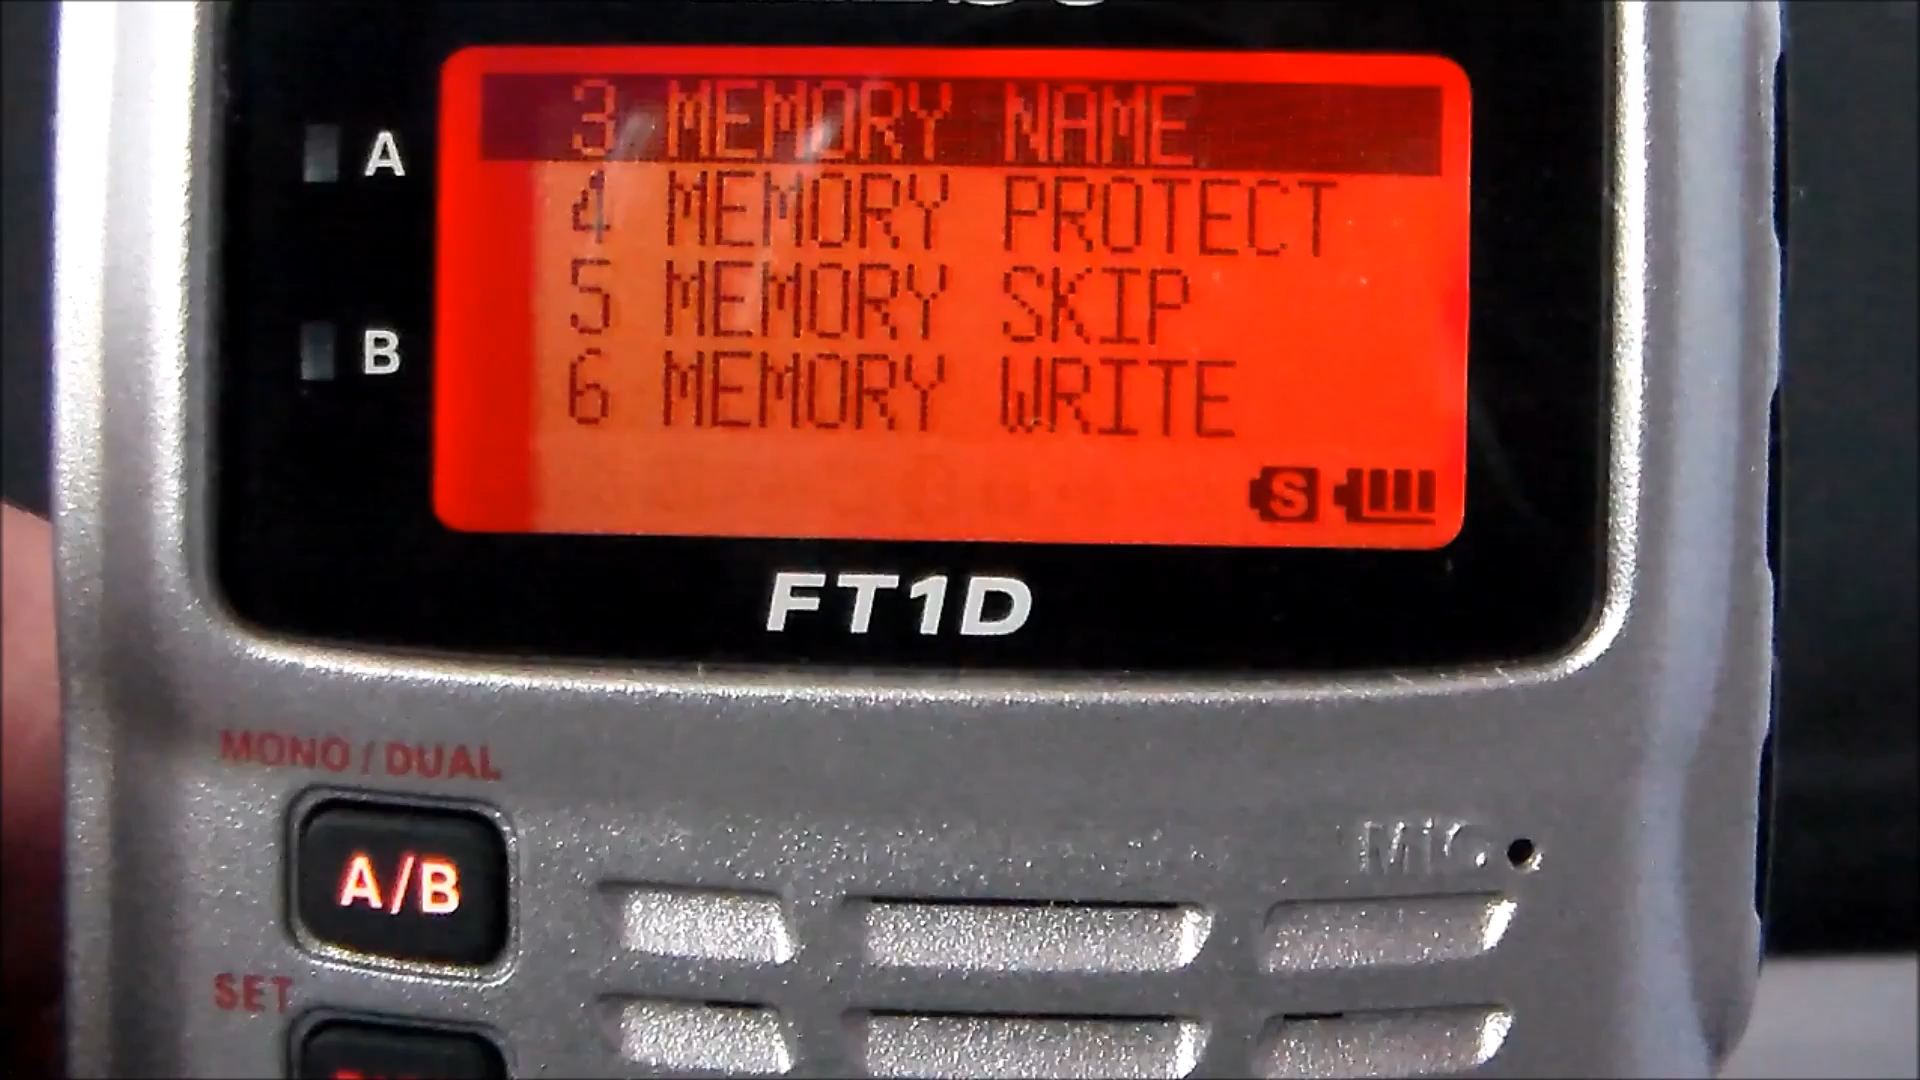 3 MEMORY NAME
4 MEMORY PROTECT
5 MEMORY SKIP
6 MEMORY WRITE
S
A
B
FT1D
MONO / DUAL
A/B
MIC
SET